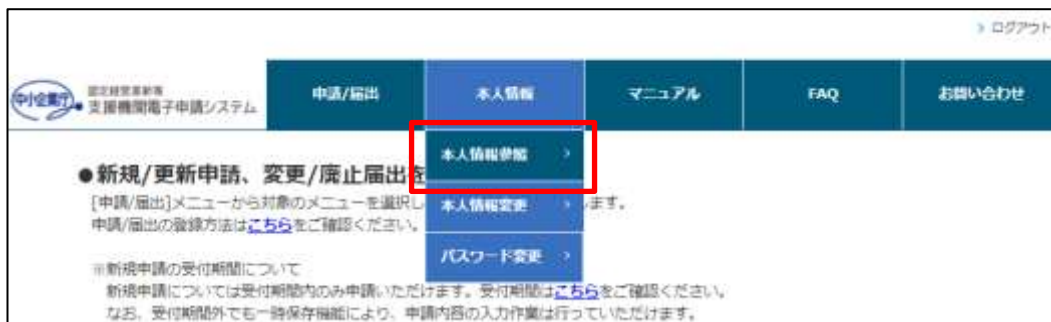 ログアウト
中小企業庁
認定経営革新等
支援機関電子申請システム
申請/届出
本人情報
マニュアル
FAQ
お問い合わせ
本人情報参照
本人情報変更
パスワード変更
●新規/更新申請、変更/廃止届出を
[申請/届出]メニューから対象のメニューを選択し
ます。
申請/届出の登録方法はこちらをご確認ください。
※新規申請の受付期間について
新規申請については受付期間内のみ申請いただけます。受付期間はこちらをご確認ください。
なお、受付期間外でも一時保存機能により、申請内容の入力作業は行っていただけます。